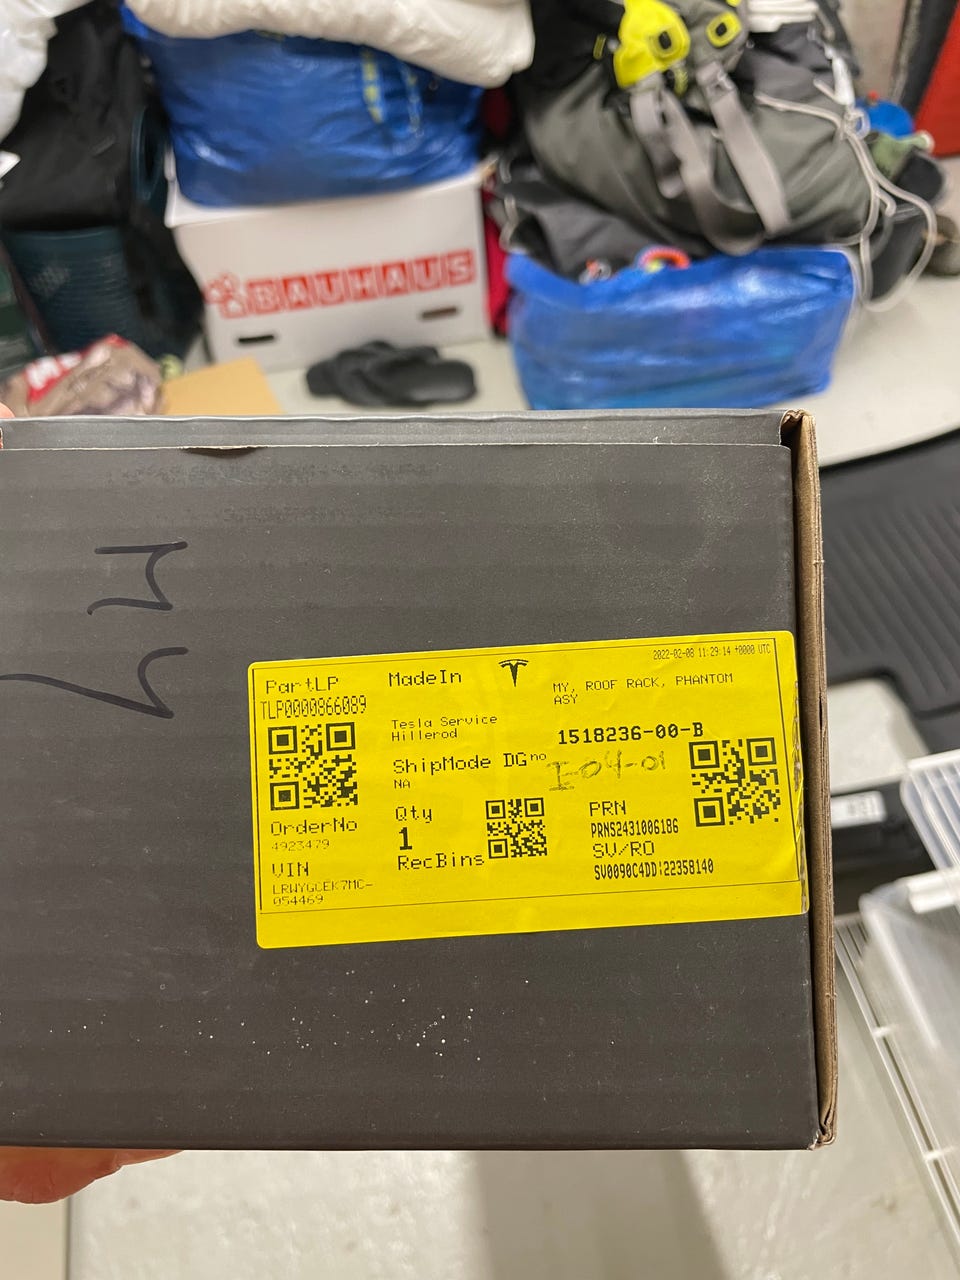 BAUHAUS
MY
2022-02-08 11:29:14 +0000 UTC
PartLP
TLP0000866089
MadeIn
MY, ROOF RACK, PHANTOM
ASY
Tesla Service
Hillerod
1518236-00-B
ShipMode DG no
NA
I-04-01
OrderNo
4923479
Qty
1
RecBins
PRN
PRNS2431006186
SV/RO
SV0090C4DD:22358140
VIN
LRWYGCEK7MC-
054469